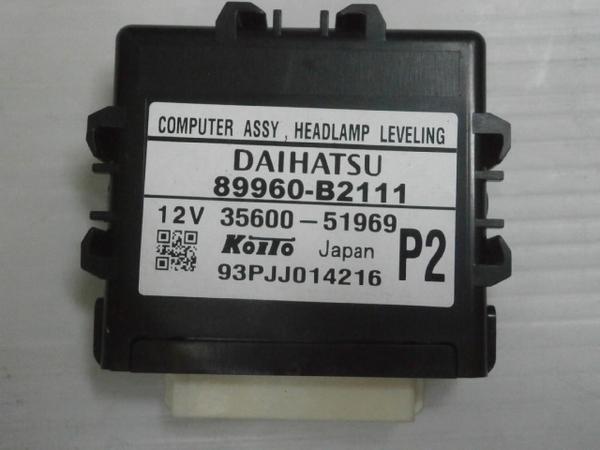 COMPUTER ASSY, HEADLAMP LEVELING
DAIHATSU
89960-B2111
12V 35600-51969
KOITO Japan P2
93PJJ014216